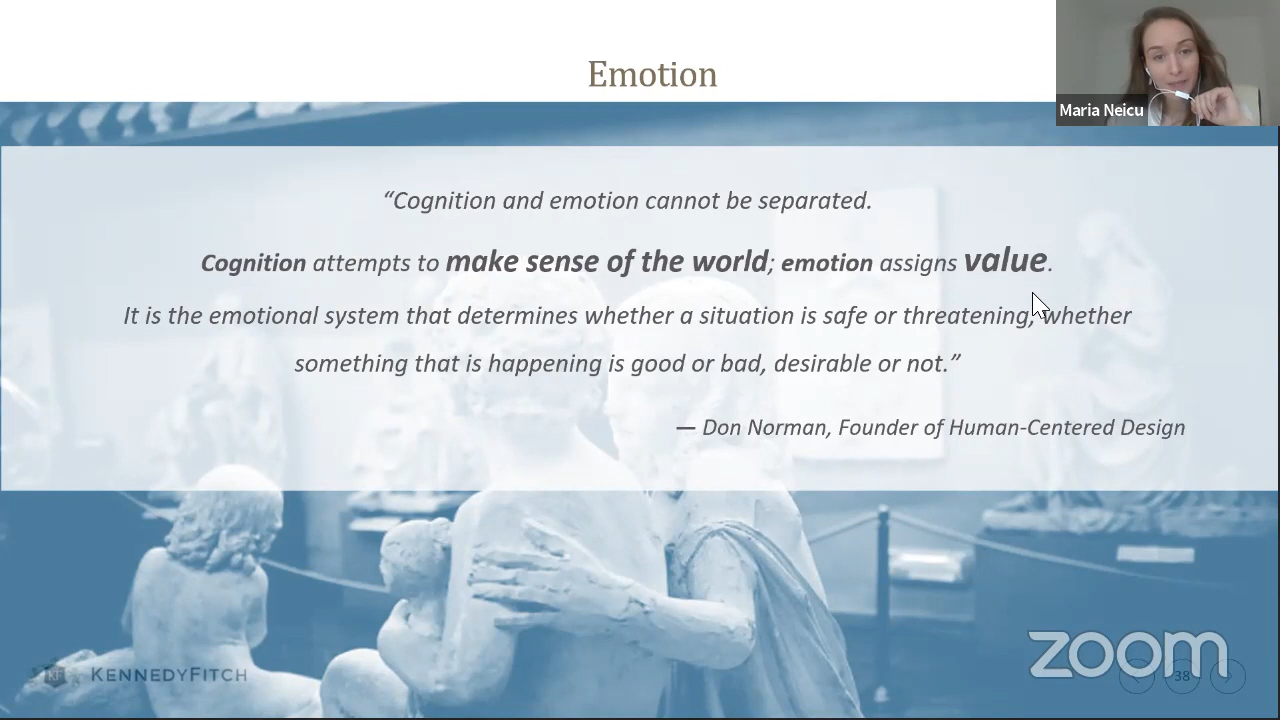 Emotion
Maria Neicu
“Cognition and emotion cannot be separated.
Cognition attempts to make sense of the world; emotion assigns value.
It is the emotional system that determines whether a situation is safe or threatening, whether
something that is happening is good or bad, desirable or not.”
— Don Norman, Founder of Human-Centered Design
KENNEDYFITCH
zoom
38